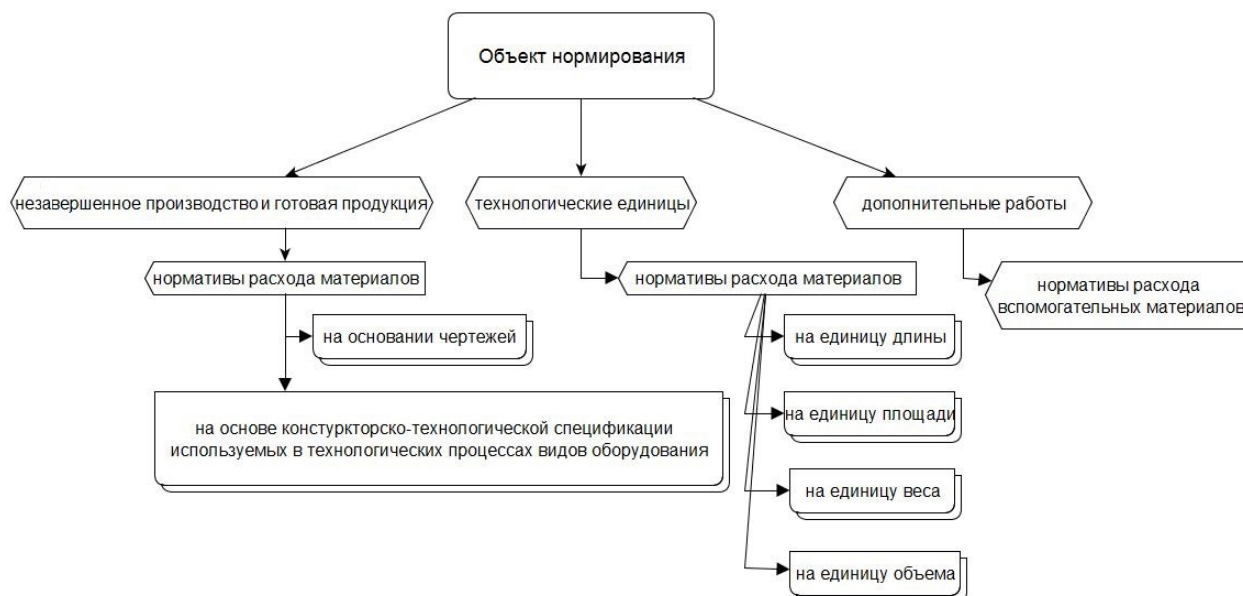 Объект нормирования
незавершенное производство и готовая продукция
технологические единицы
дополнительные работы
нормативы расхода материалов
нормативы расхода материалов
нормативы расхода
вспомогательных материалов
на основании чертежей
на единицу длины
на основе констуркторско-технологической спецификации
используемых в технологических процессах видов оборудования
на единицу площади
на единицу веса
на единицу объема